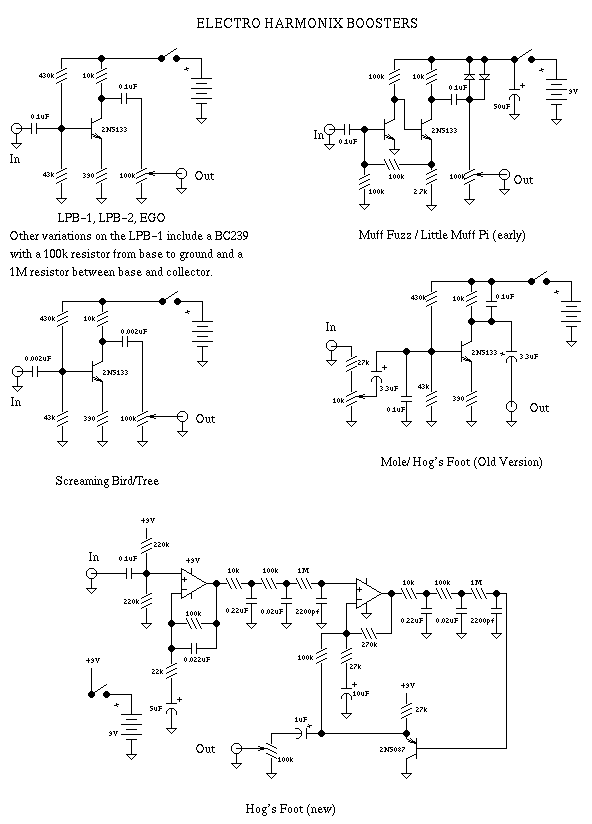 ELECTRO HARMONIX BOOSTERS
430k
10k
*
0.1uF
0.1uF
2N5133
In
43k
390
100k
Out
LPB-1, LPB-2, EGO
Other variations on the LPB-1 include a BC239
with a 100k resistor from base to ground and a
1M resistor between base and collector.
100k
10k
*
0.1uF
+
50uF
9V
In
0.1uF
2N5133
100k
100k
2.7k
100k
Out
Muff Fuzz / Little Muff Pi (early)
430k
10k
*
0.002uF
0.002uF
2N5133
In
43k
390
100k
Out
Screaming Bird/Tree
430k
10k
0.1uF
*
In
27k
+
3.3uF
10k
0.1uF
2N5133
+
3.3uF
43k
390
Out
Mole/ Hog's Foot (Old Version)
+9V
220k
In
0.1uF
+9V
+
-
220k
10k
100k
1M
0.22uF
0.02uF
2200pf
100k
0.022uF
22k
5uF
+
+
-
10k
100k
1M
0.22uF
0.02uF
2200pf
270k
100k
27k
+
10uF
+9V
*
9V
+9V
27k
1uF
+
Out
100k
2N5087
Hog's Foot (new)